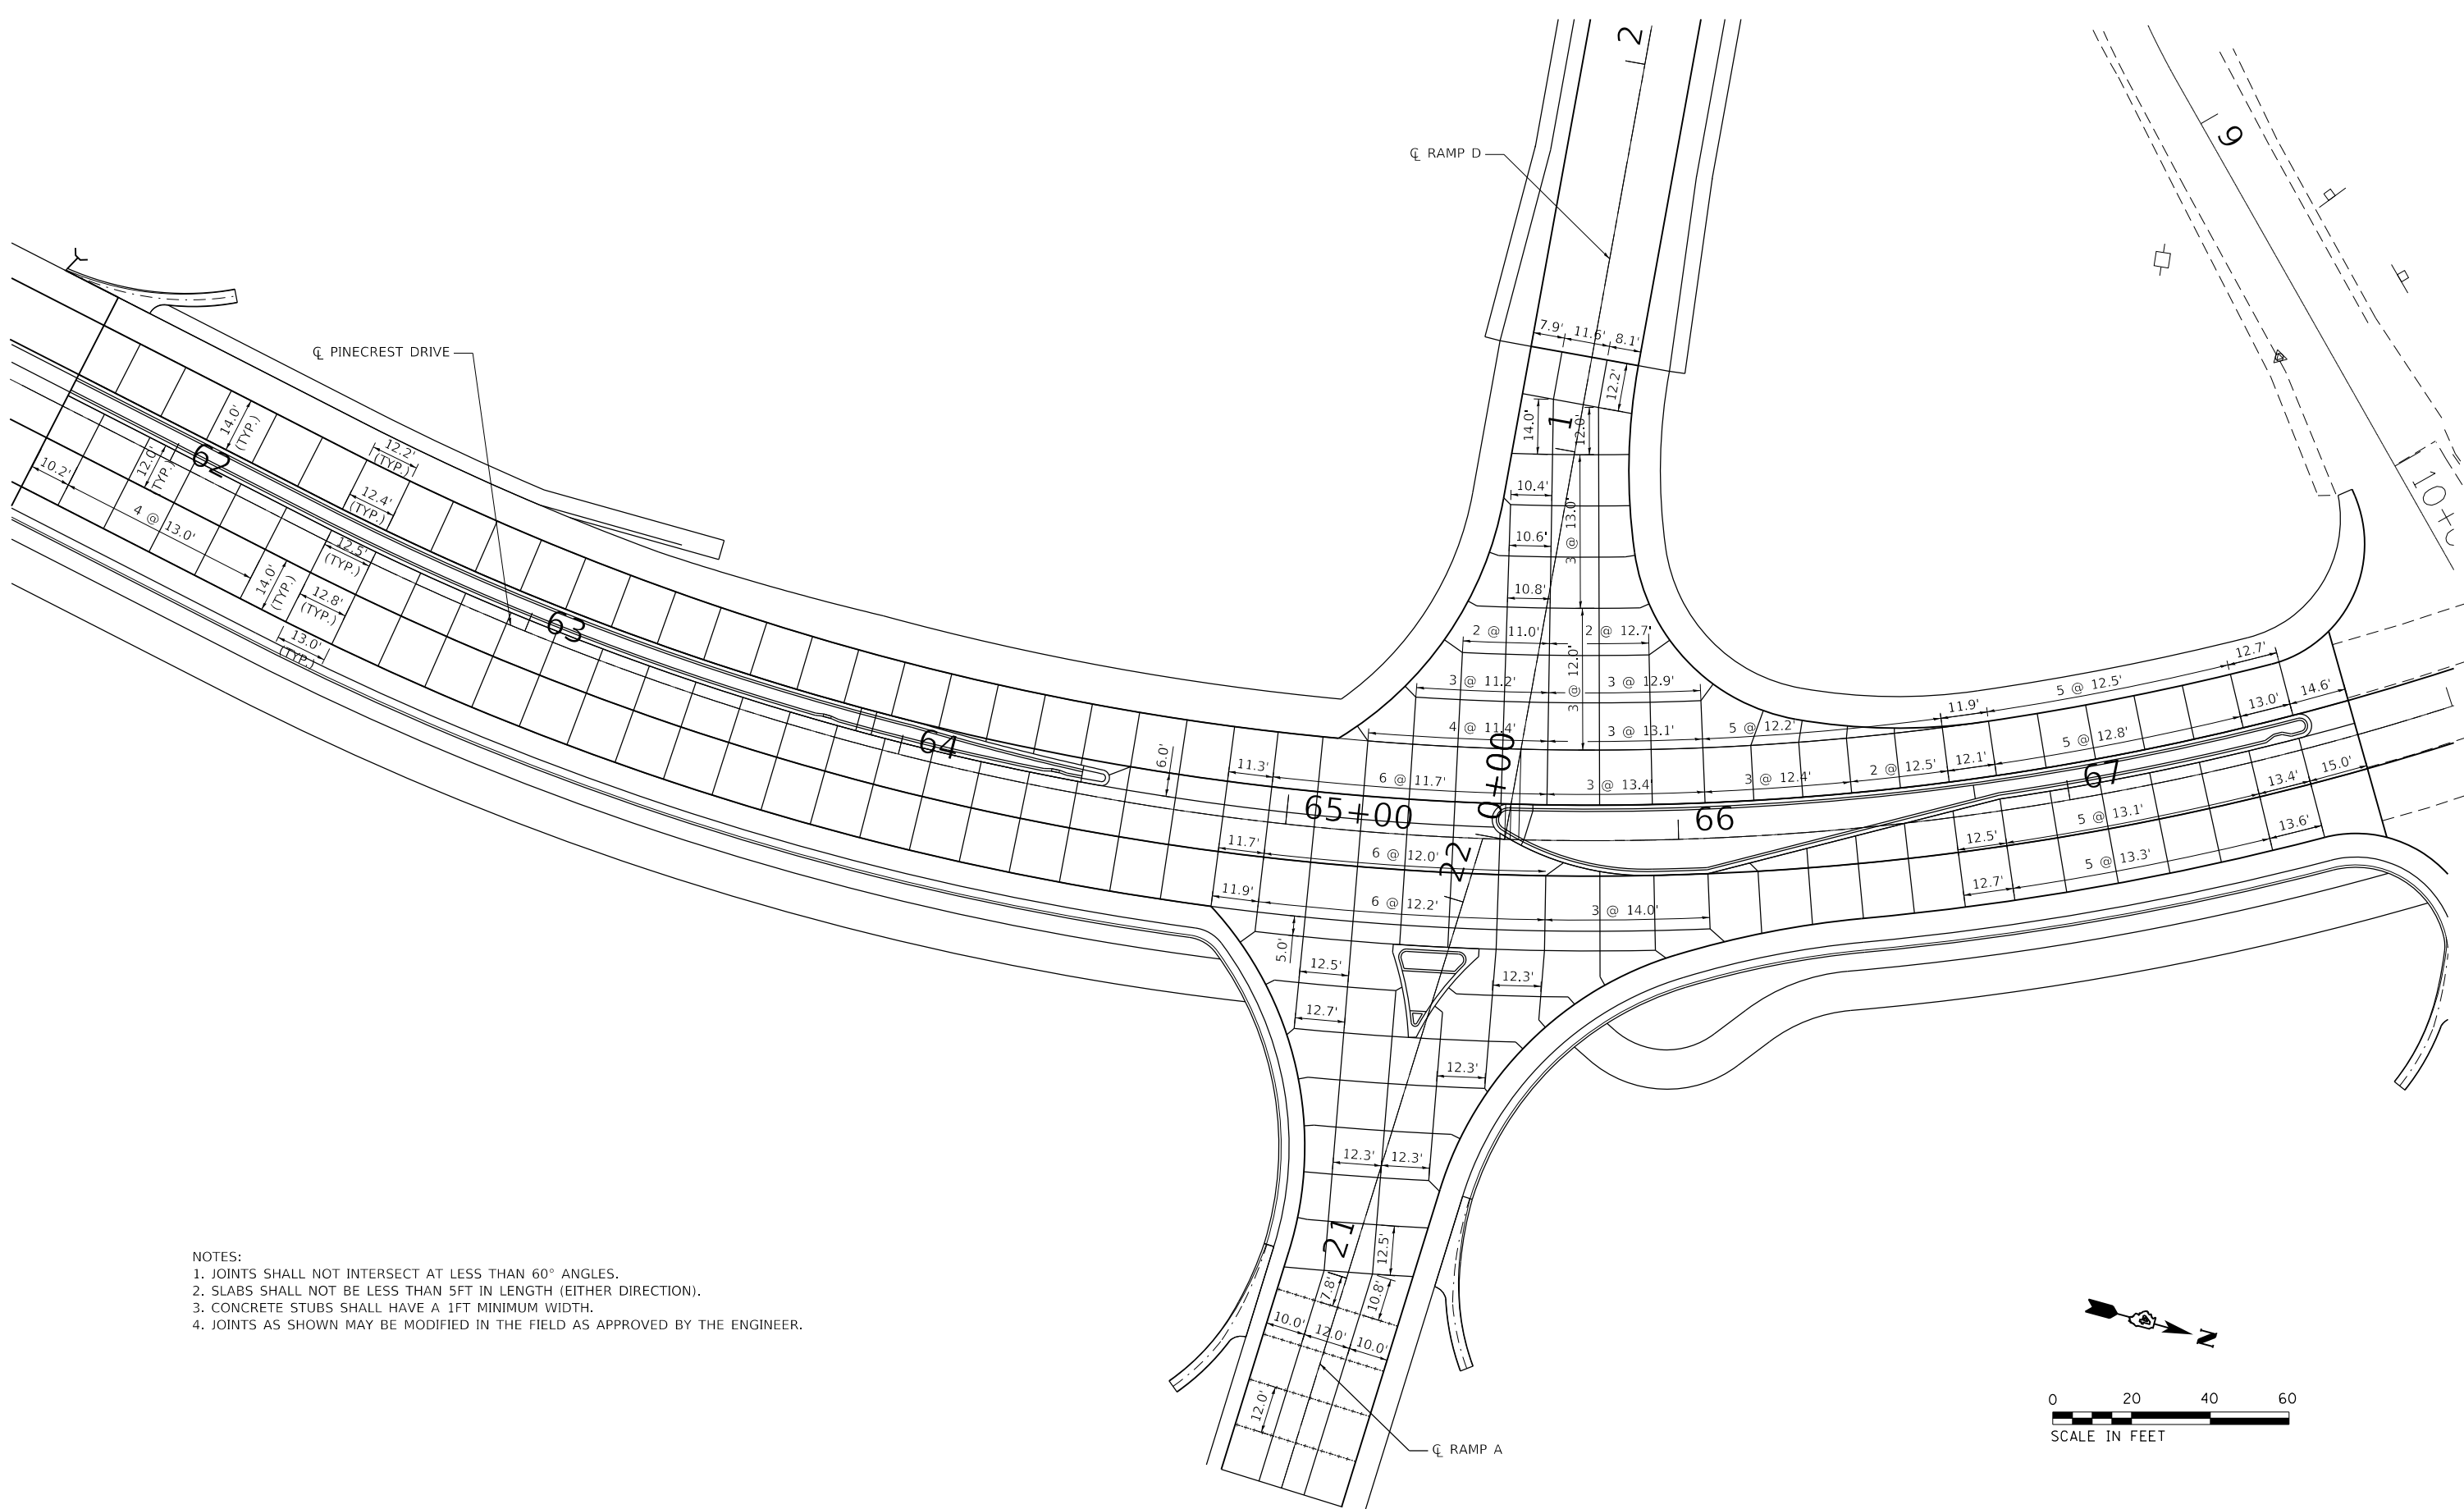 2
℄ RAMP D
9
10+0
7.9' 11.6' 8.1'
12.2'
℄ PINECREST DRIVE
14.0'
1
12.0'
14.0'
(TYP.)
12.2'
(TYP.)
62
12.0'
(TYP.)
10.2'
4 @ 13.0'
12.4'
(TYP.)
12.5'
(TYP.)
14.0'
(TYP.)
12.8'
(TYP.)
13.0'
(TYP.)
63
10.4'
3 @ 13.0'
10.6'
10.8'
2 @ 11.0' 2 @ 12.7'
3 @ 12.0'
3 @ 11.2' 3 @ 12.9'
4 @ 11.4' 3 @ 13.1' 5 @ 12.2' 11.9' 5 @ 12.5' 12.7'
64
6.0'
11.3' 6 @ 11.7' 3 @ 13.4' 3 @ 12.4' 2 @ 12.5' 12.1' 5 @ 12.8' 13.0' 14.6'
0+00
65+00
66
67
22
11.7' 6 @ 12.0' 12.5' 5 @ 13.1' 13.4' 15.0'
11.9' 6 @ 12.2' 3 @ 14.0' 12.7' 5 @ 13.3' 13.6'
5.0'
12.5' 12.3'
12.7'
12.3'
12.3' 12.3'
21
12.5'
7.8' 10.8'
10.0' 12.0' 10.0'
12.0'
℄ RAMP A
NOTES:
1. JOINTS SHALL NOT INTERSECT AT LESS THAN 60° ANGLES.
2. SLABS SHALL NOT BE LESS THAN 5FT IN LENGTH (EITHER DIRECTION).
3. CONCRETE STUBS SHALL HAVE A 1FT MINIMUM WIDTH.
4. JOINTS AS SHOWN MAY BE MODIFIED IN THE FIELD AS APPROVED BY THE ENGINEER.
N
0 20 40 60
SCALE IN FEET